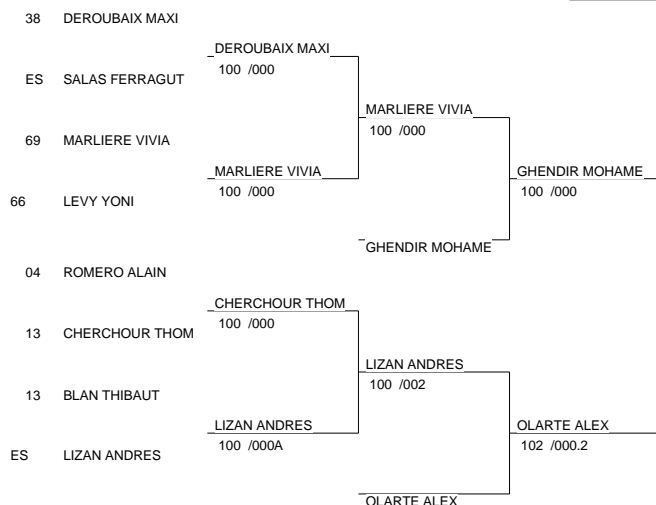 38 DEROUBAIX MAXI
DEROUBAIX MAXI
100 /000
ES SALAS FERRAGUT
MARLIERE VIVIA
100 /000
69 MARLIERE VIVIA
MARLIERE VIVIA
100 /000
GHENDIR MOHAME
100 /000
66 LEVY YONI
GHENDIR MOHAME
04 ROMERO ALAIN
CHERCHOUR THOM
100 /000
13 CHERCHOUR THOM
LIZAN ANDRES
100 /002
13 BLAN THIBAUT
LIZAN ANDRES
100 /000A
OLARTE ALEX
102 /000.2
ES LIZAN ANDRES
OLARTE ALEX